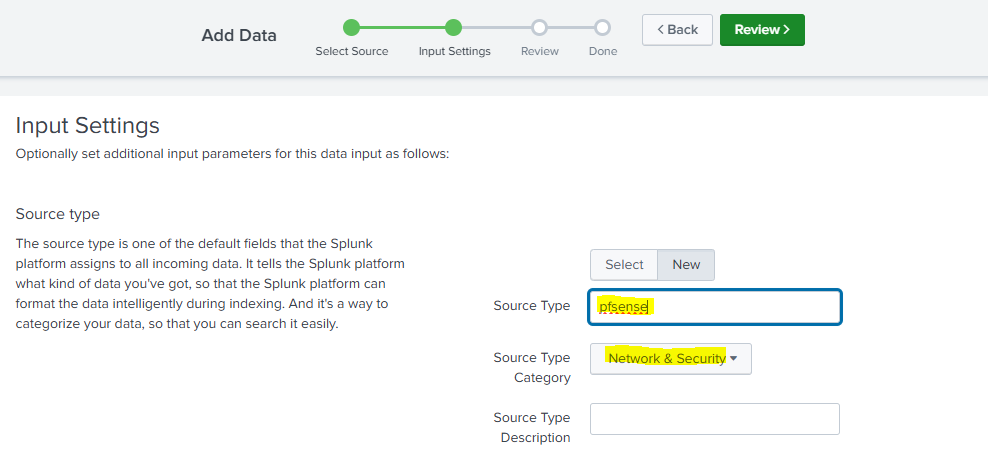 Add Data
Select Source
Input Settings
Review
Done
< Back
Review >
Input Settings
Optionally set additional input parameters for this data input as follows:
Source type
The source type is one of the default fields that the Splunk
platform assigns to all incoming data. It tells the Splunk platform
what kind of data you've got, so that the Splunk platform can
format the data intelligently during indexing. And it's a way to
categorize your data, so that you can search it easily.
Select
New
Source Type
pfsense
Source Type
Category
Network & Security
Source Type
Description